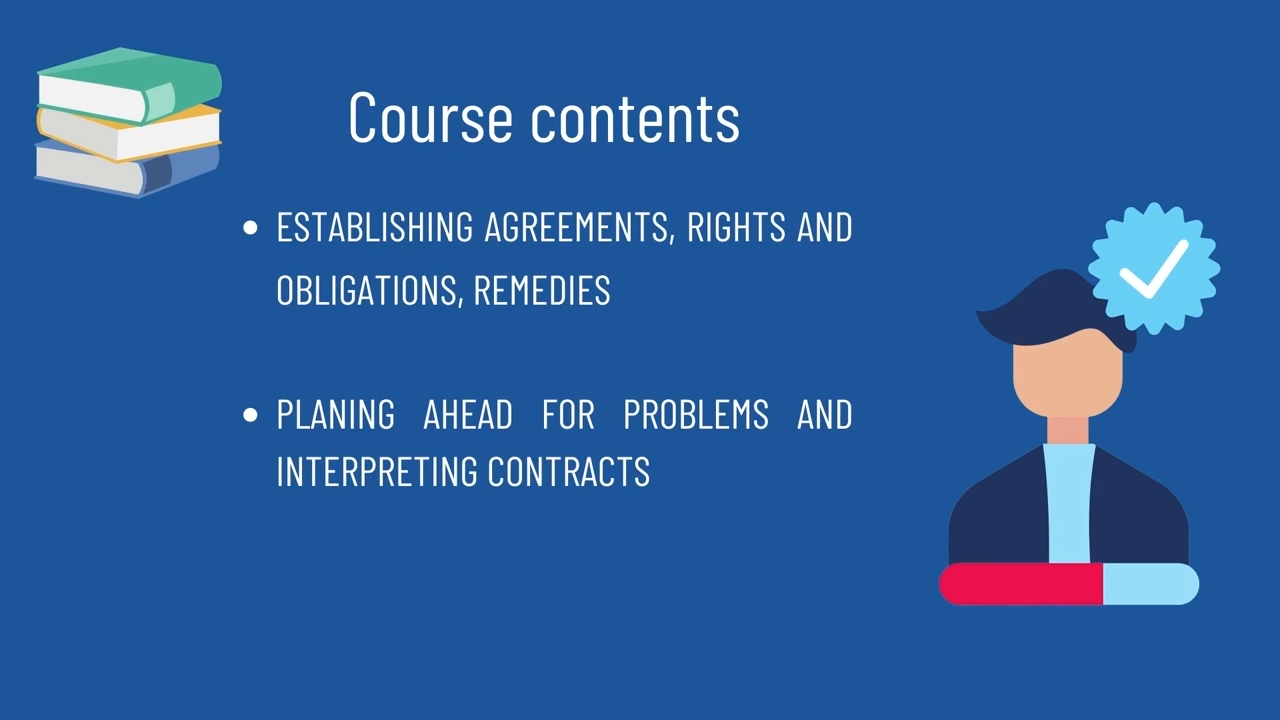 Course contents
• ESTABLISHING AGREEMENTS, RIGHTS AND
OBLIGATIONS, REMEDIES
• PLANING AHEAD FOR PROBLEMS AND
INTERPRETING CONTRACTS